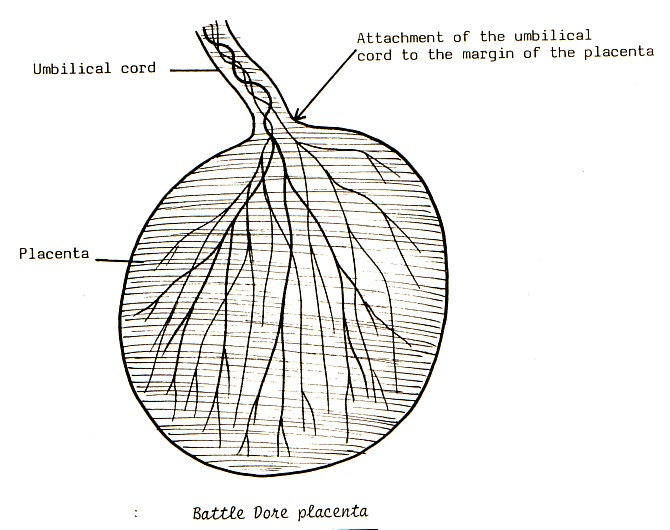 Attachment of the umbilical
cord to the margin of the placenta
Umbilical cord
Placenta
: Battle Dore placenta